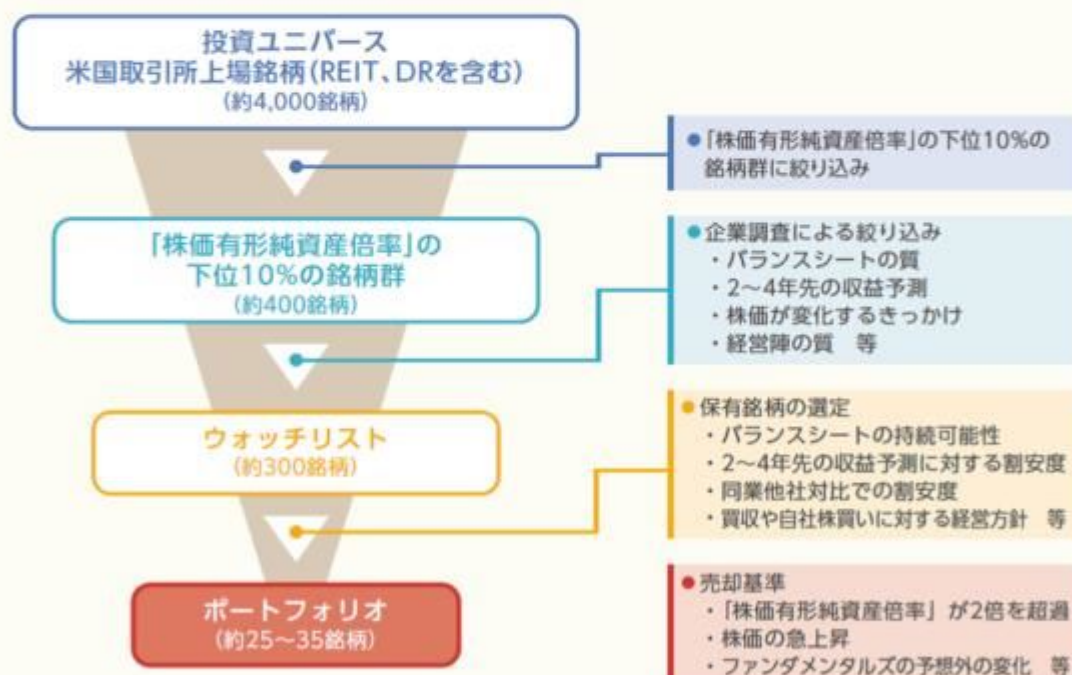 投資ユニバース
米国取引所上場銘柄(REIT、DRを含む)
(約4,000銘柄)
●「株価有形純資産倍率」の下位10%の
銘柄群に絞り込み
「株価有形純資産倍率」の
下位10%の銘柄群
(約400銘柄)
●企業調査による絞り込み
・バランスシートの質
・2～4年先の収益予測
・株価が変化するきっかけ
・経営陣の質　等
ウォッチリスト
(約300銘柄)
●保有銘柄の選定
・バランスシートの持続可能性
・2～4年先の収益予測に対する割安度
・同業他社対比での割安度
・買収や自社株買いに対する経営方針　等
ポートフォリオ
(約25～35銘柄)
●売却基準
・「株価有形純資産倍率」が2倍を超過
・株価の急上昇
・ファンダメンタルズの予想外の変化　等